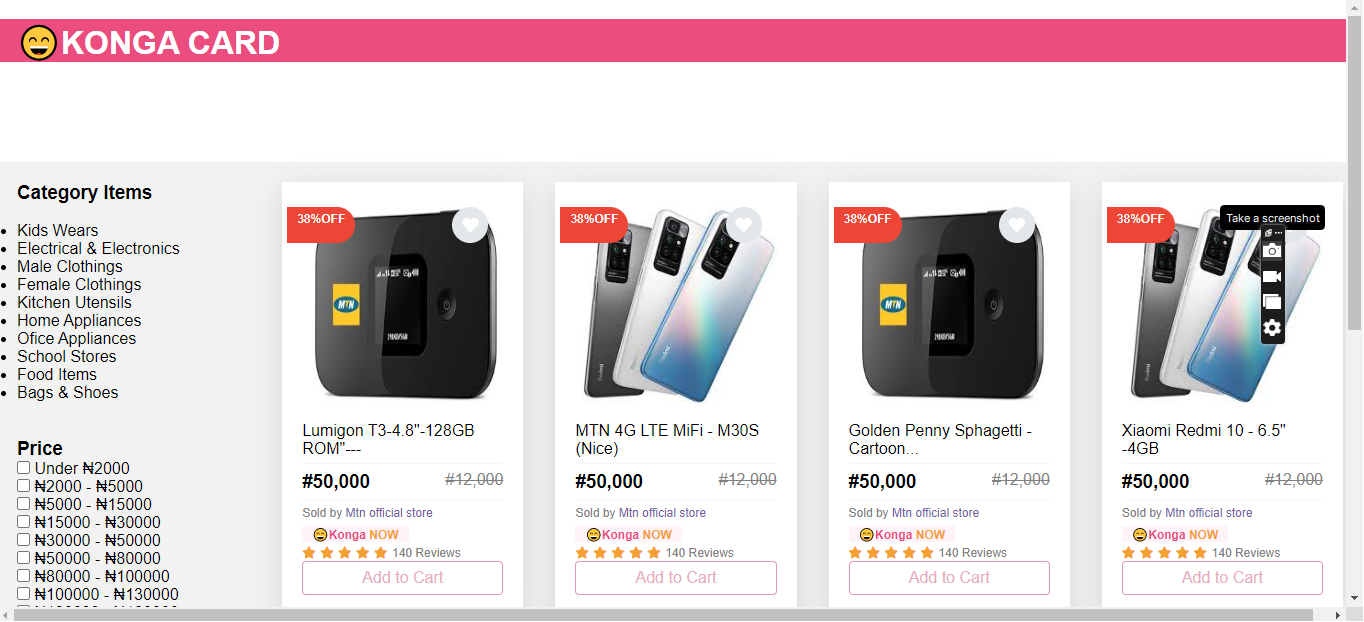 KONGA CARD
Category Items
Kids Wears
Electrical & Electronics
Male Clothings
Female Clothings
Kitchen Utensils
Home Appliances
Ofice Appliances
School Stores
Food Items
Bags & Shoes
Price
Under ₦2000
₦2000 - ₦5000
₦5000 - ₦15000
₦15000 - ₦30000
₦30000 - ₦50000
₦50000 - ₦80000
₦80000 - ₦100000
₦100000 - ₦130000
38%OFF
MTN
Lumigon T3-4.8"-128GB
ROM"---
#50,000 #12,000
Sold by Mtn official store
Konga NOW
140 Reviews
Add to Cart
38%OFF
Redmi
MTN 4G LTE MiFi - M30S
(Nice)
#50,000 #12,000
Sold by Mtn official store
Konga NOW
140 Reviews
Add to Cart
38%OFF
MTN
Golden Penny Sphagetti -
Cartoon...
#50,000 #12,000
Sold by Mtn official store
Konga NOW
140 Reviews
Add to Cart
38%OFF
Take a screenshot
Redmi
Xiaomi Redmi 10 - 6.5"
-4GB
#50,000 #12,000
Sold by Mtn official store
Konga NOW
140 Reviews
Add to Cart